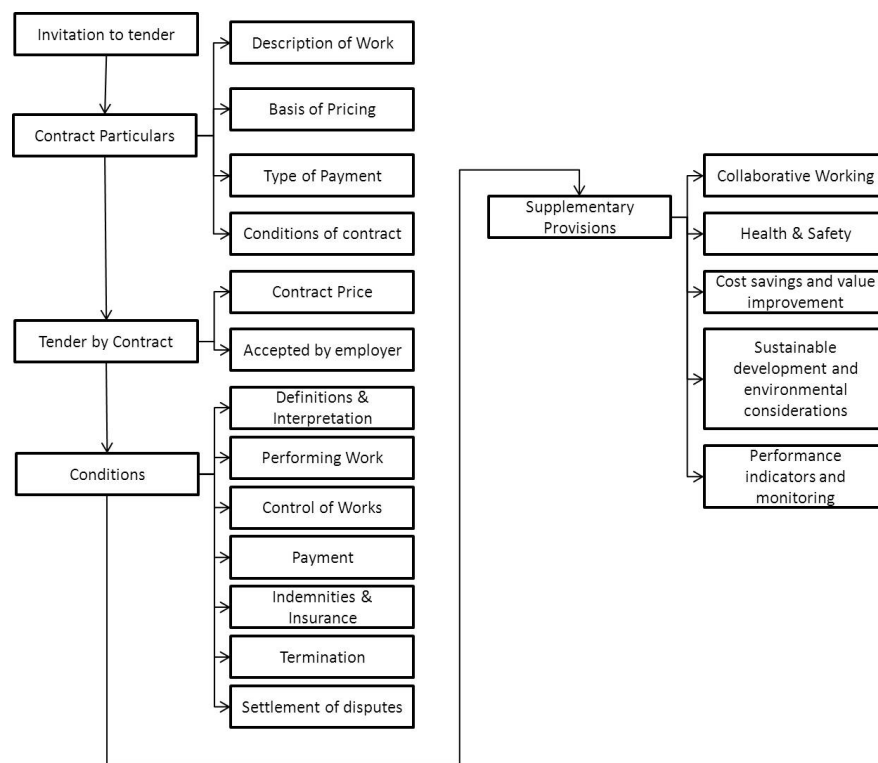 Invitation to tender
Contract Particulars
Description of Work
Basis of Pricing
Type of Payment
Conditions of contract
Tender by Contract
Contract Price
Accepted by employer
Conditions
Definitions &
Interpretation
Performing Work
Control of Works
Payment
Indemnities &
Insurance
Termination
Settlement of disputes
Supplementary
Provisions
Collaborative Working
Health & Safety
Cost savings and value
improvement
Sustainable
development and
environmental
considerations
Performance
indicators and
monitoring